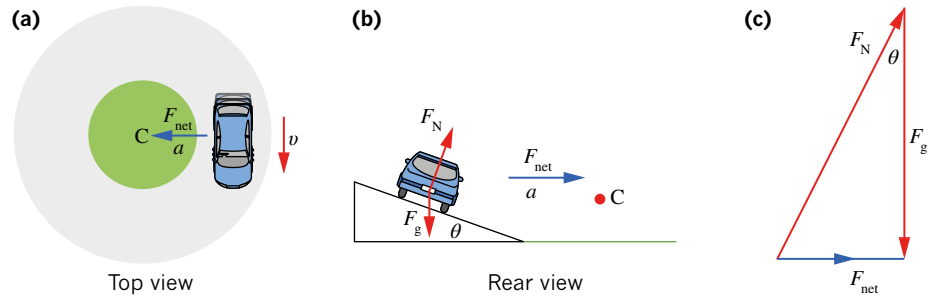 (a)
F_net
C
a
υ
Top view
(b)
F_N
F_net
a
C
F_g
θ
Rear view
(c)
F_N
θ
F_g
F_net